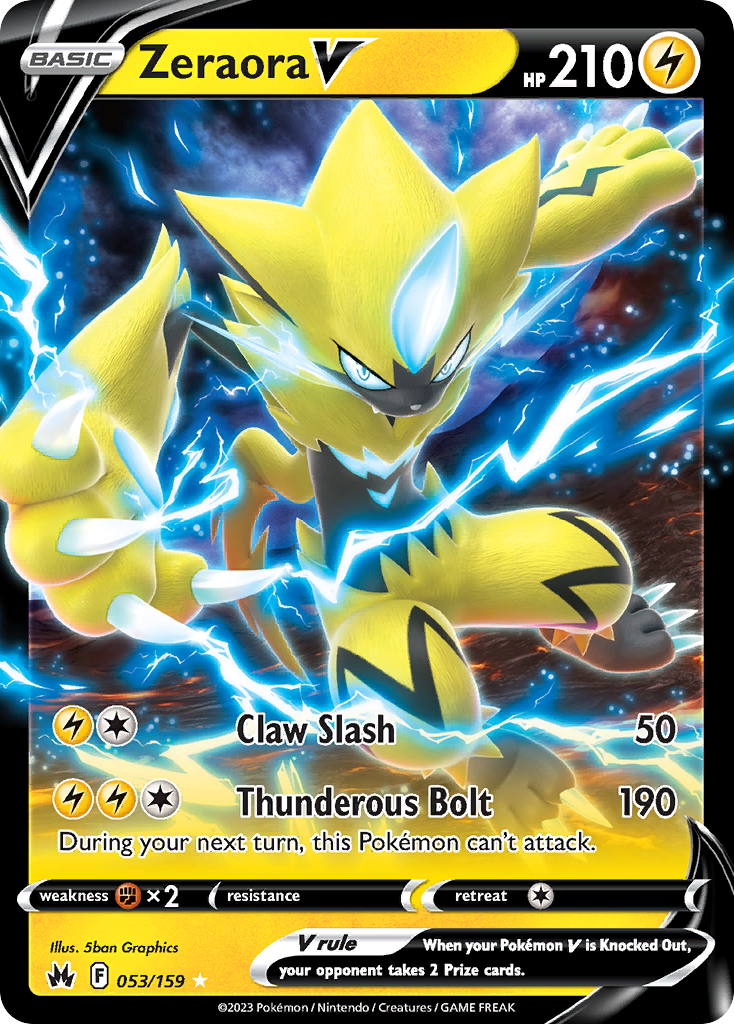 BASIC Zeraora V HP 210
Claw Slash 50
Thunderous Bolt 190
During your next turn, this Pokémon can't attack.
weakness ×2 resistance retreat
Illus. 5ban Graphics
V rule When your Pokémon V is Knocked Out,
your opponent takes 2 Prize cards.
F 053/159
©2023 Pokémon / Nintendo / Creatures / GAME FREAK